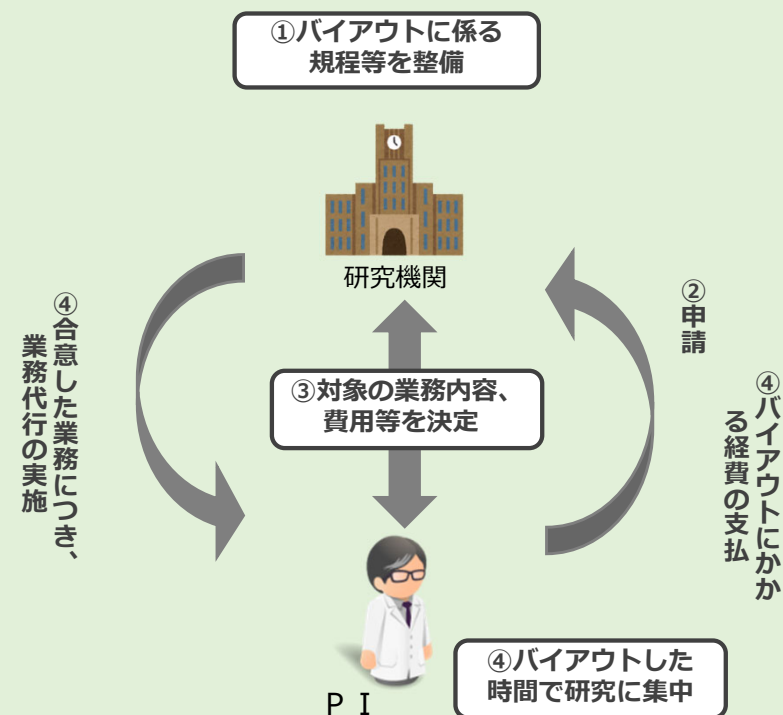 ①バイアウトに係る
規程等を整備
研究機関
②申請
③対象の業務内容、
費用等を決定
④合意した業務につき、
業務代行の実施
④バイアウトにかか
る経費の支払
④バイアウトした
時間で研究に集中
ＰＩ